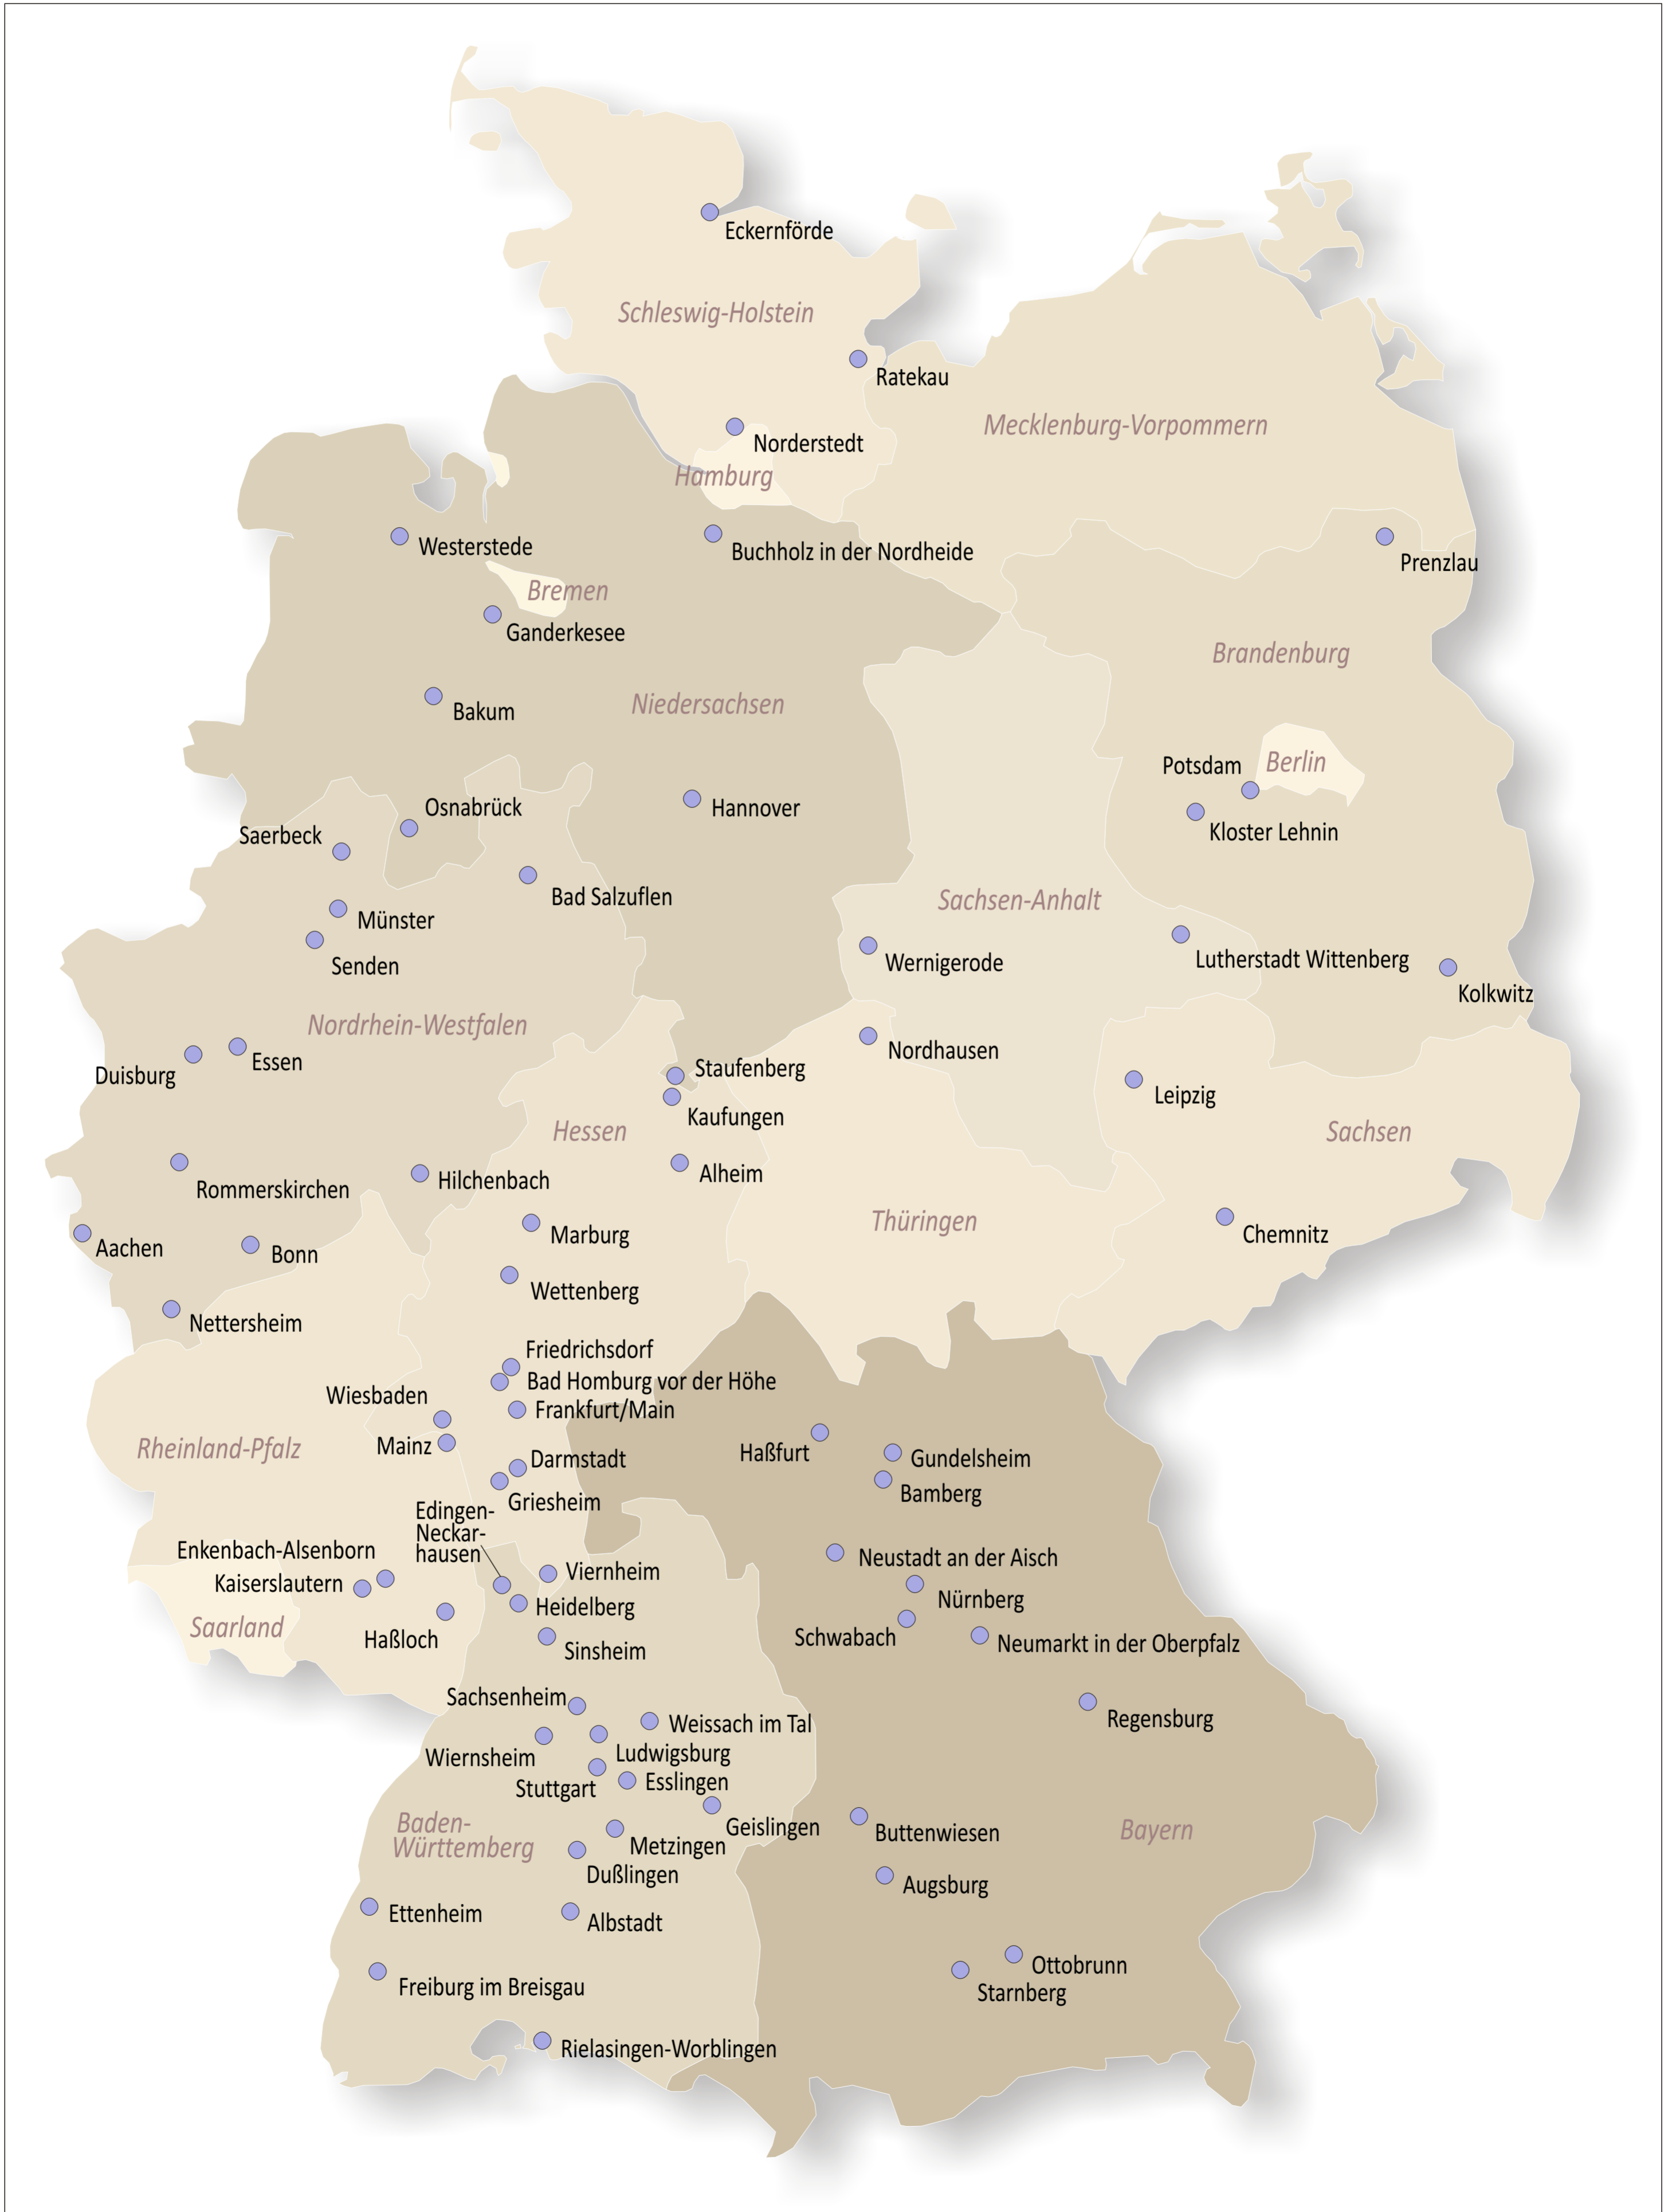 Eckernförde
Schleswig-Holstein
Ratekau
Mecklenburg-Vorpommern
Norderstedt
Hamburg
Westerstede
Buchholz in der Nordheide
Prenzlau
Bremen
Ganderkesee
Brandenburg
Niedersachsen
Bakum
Potsdam
Berlin
Osnabrück
Hannover
Saerbeck
Kloster Lehnin
Bad Salzuflen
Sachsen-Anhalt
Münster
Senden
Wernigerode
Lutherstadt Wittenberg
Kolkwitz
Nordrhein-Westfalen
Nordhausen
Essen
Duisburg
Staufenberg
Leipzig
Kaufungen
Hessen
Sachsen
Alheim
Hilchenbach
Rommerskirchen
Thüringen
Marburg
Chemnitz
Aachen
Bonn
Wettenberg
Nettersheim
Friedrichsdorf
Bad Homburg vor der Höhe
Wiesbaden
Frankfurt/Main
Mainz
Rheinland-Pfalz
Haßfurt
Gundelsheim
Darmstadt
Bamberg
Griesheim
Edingen-
Neckar-
hausen
Enkenbach-Alsenborn
Neustadt an der Aisch
Viernheim
Kaiserslautern
Nürnberg
Heidelberg
Saarland
Haßloch
Schwabach
Neumarkt in der Oberpfalz
Sinsheim
Sachsenheim
Weissach im Tal
Regensburg
Ludwigsburg
Wiernsheim
Esslingen
Stuttgart
Baden-
Württemberg
Geislingen
Buttenwiesen
Bayern
Metzingen
Dußlingen
Augsburg
Ettenheim
Albstadt
Ottobrunn
Freiburg im Breisgau
Starnberg
Rielasingen-Worblingen